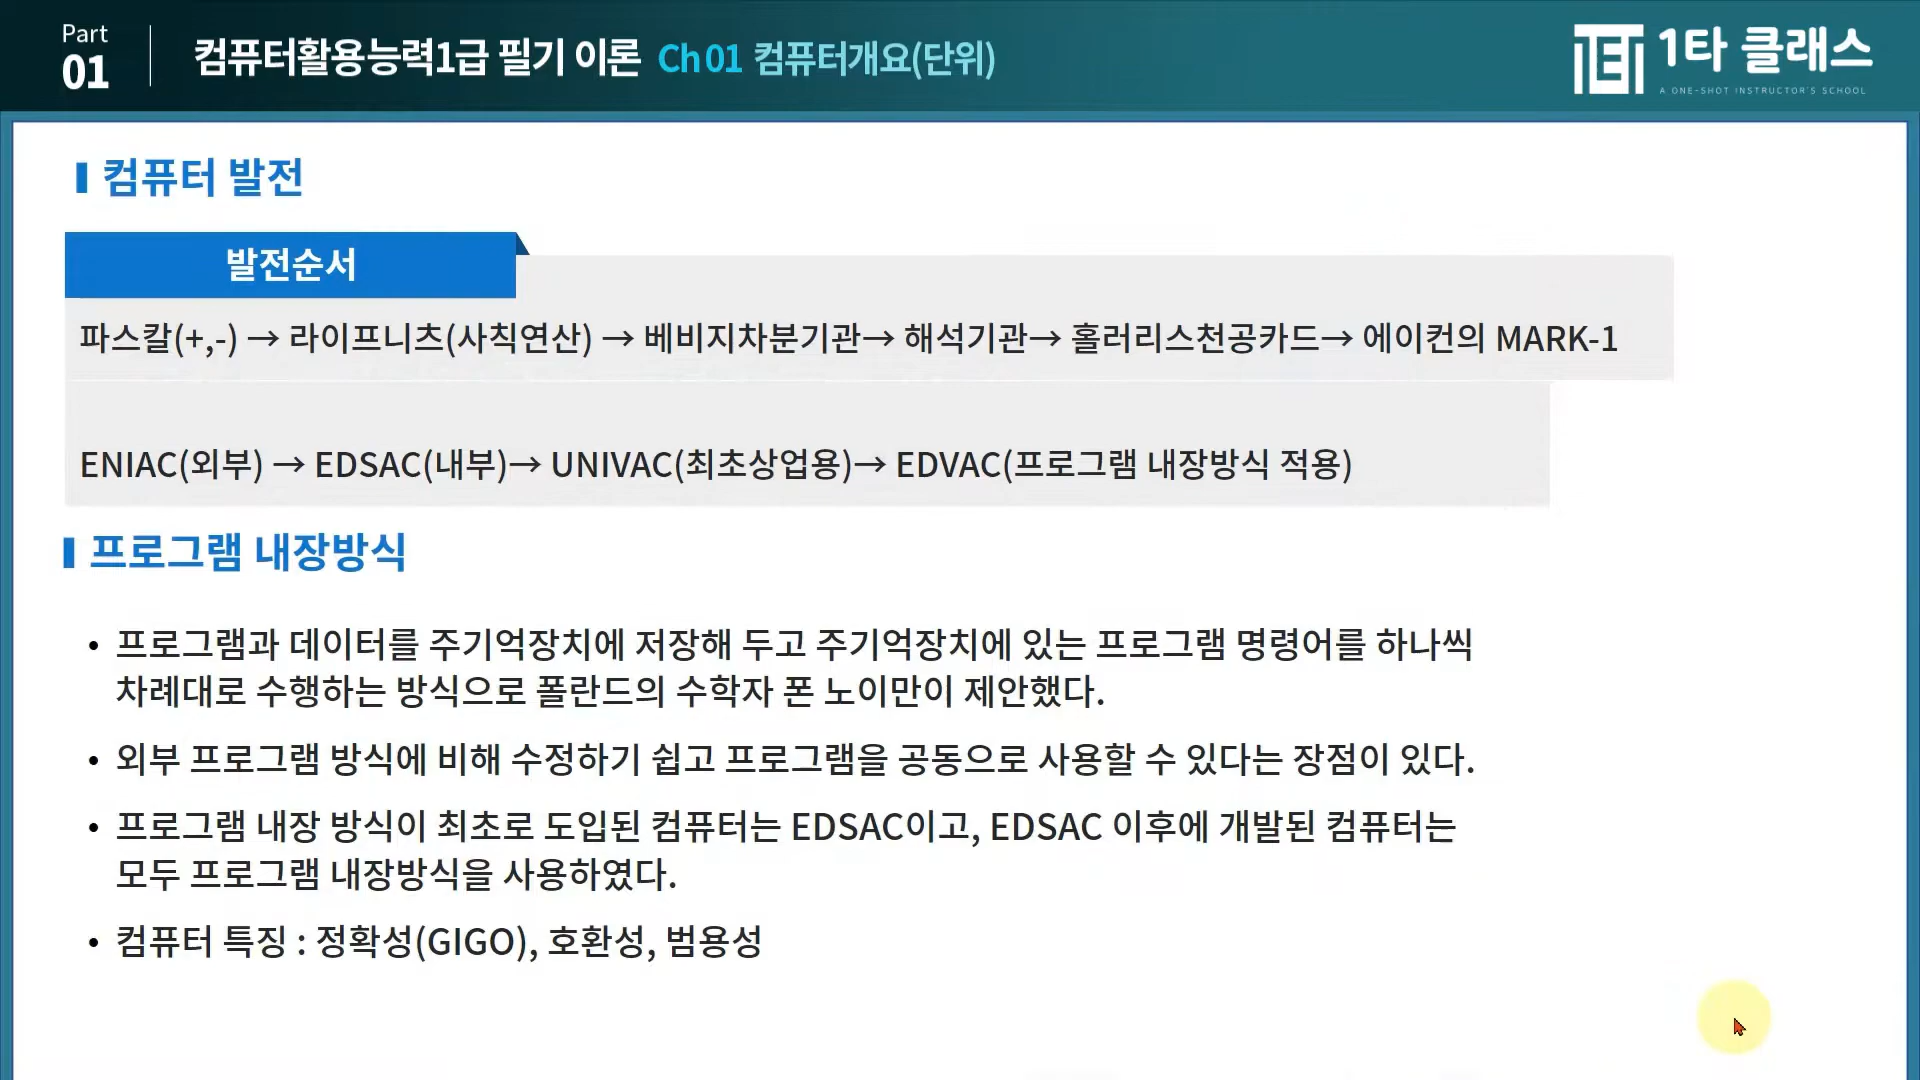 Part
01
컴퓨터활용능력1급 필기 이론 Ch 01 컴퓨터개요(단위)
1타 클래스
A ONE-SHOT INSTRUCTOR'S SCHOOL
컴퓨터 발전
발전순서
파스칼(+,-) → 라이프니츠(사칙연산) → 베비지차분기관→ 해석기관→ 홀러리스천공카드→ 에이컨의 MARK-1
ENIAC(외부) → EDSAC(내부)→ UNIVAC(최초상업용)→ EDVAC(프로그램 내장방식 적용)
프로그램 내장방식
• 프로그램과 데이터를 주기억장치에 저장해 두고 주기억장치에 있는 프로그램 명령어를 하나씩
차례대로 수행하는 방식으로 폴란드의 수학자 폰 노이만이 제안했다.
• 외부 프로그램 방식에 비해 수정하기 쉽고 프로그램을 공동으로 사용할 수 있다는 장점이 있다.
• 프로그램 내장 방식이 최초로 도입된 컴퓨터는 EDSAC이고, EDSAC 이후에 개발된 컴퓨터는
모두 프로그램 내장방식을 사용하였다.
• 컴퓨터 특징 : 정확성(GIGO), 호환성, 범용성